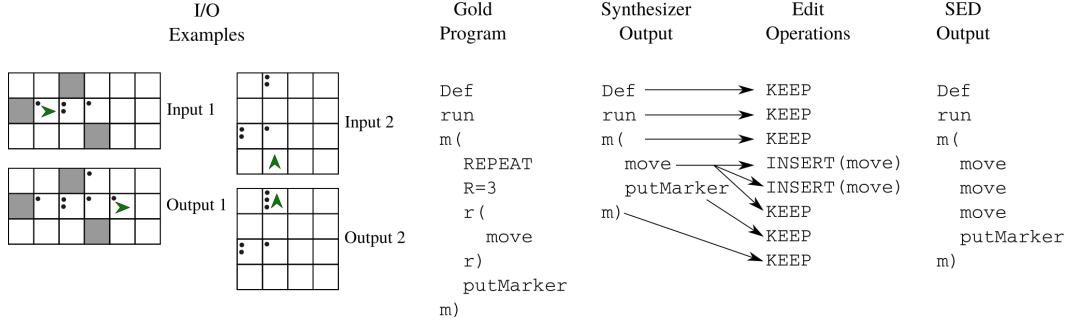 I/O
Examples
Input 1
Output 1
Input 2
Output 2
Gold
Program
Def
run
m(
REPEAT
R=3
r(
move
r)
putMarker
m)
Synthesizer
Output
Def
run
m(
move
putMarker
m)
Edit
Operations
KEEP
KEEP
KEEP
INSERT(move)
INSERT(move)
KEEP
KEEP
KEEP
SED
Output
Def
run
m(
move
move
move
putMarker
m)